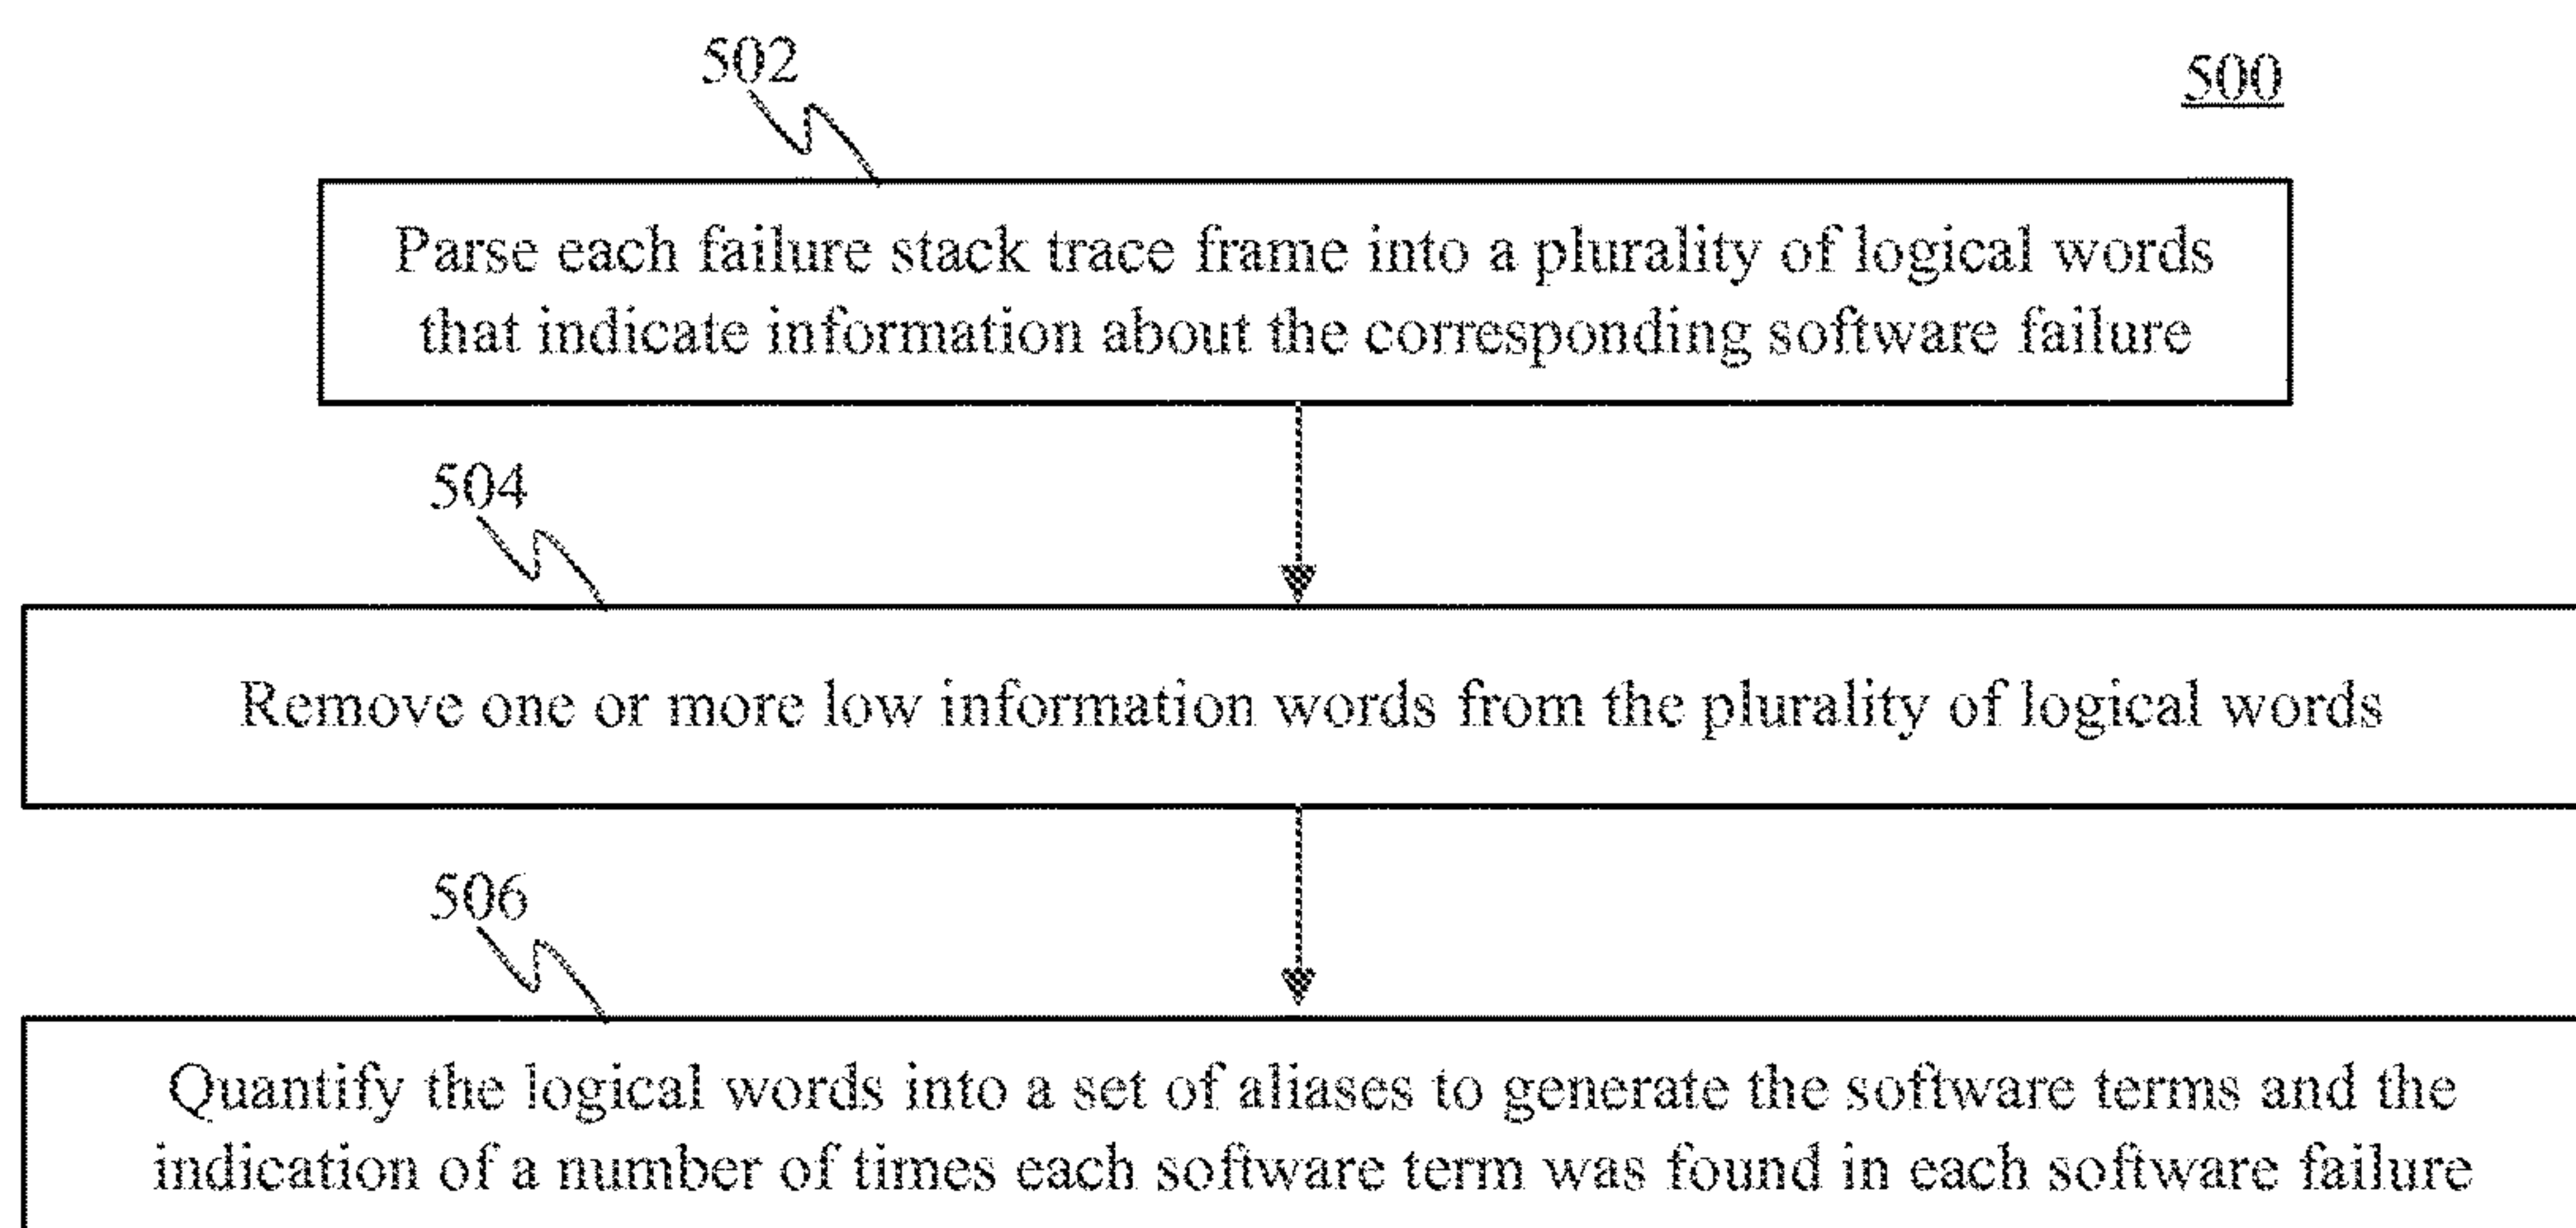 502
500
Parse each failure stack trace frame into a plurality of logical words
that indicate information about the corresponding software failure
504
Remove one or more low information words from the plurality of logical words
506
Quantify the logical words into a set of aliases to generate the software terms and the
indication of a number of times each software term was found in each software failure